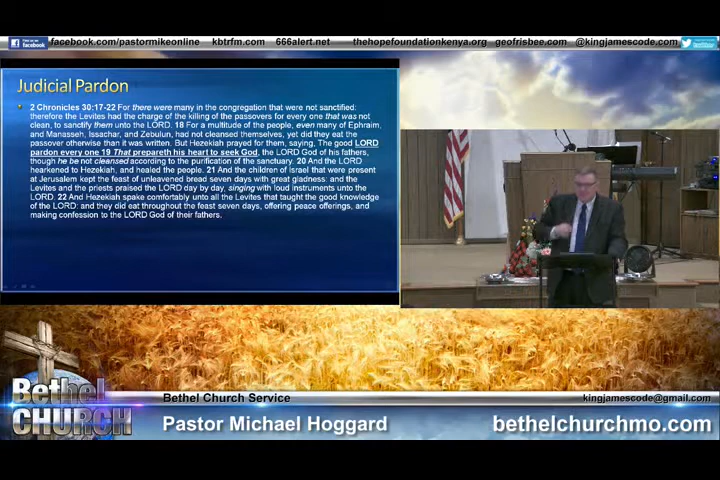 Find us on facebook facebook.com/pastormikeonline kbtrfm.com 666alert.net thehopefoundationkenya.org geofrisbee.com @kingjamescode.com twitter
Judicial Pardon
2 Chronicles 30:17-22 For there were many in the congregation that were not sanctified:
therefore the Levites had the charge of the killing of the passovers for every one that was not
clean, to sanctify them unto the LORD. 18 For a multitude of the people, even many of Ephraim,
and Manasseh, Issachar, and Zebulun, had not cleansed themselves, yet did they eat the
passover otherwise than it was written. But Hezekiah prayed for them, saying, The good LORD
pardon every one 19 That prepareth his heart to seek God, the LORD God of his fathers,
though he be not cleansed according to the purification of the sanctuary. 20 And the LORD
hearkened to Hezekiah, and healed the people. 21 And the children of Israel that were present
at Jerusalem kept the feast of unleavened bread seven days with great gladness: and the
Levites and the priests praised the LORD day by day, singing with loud instruments unto the
LORD. 22 And Hezekiah spake comfortably unto all the Levites that taught the good knowledge
of the LORD: and they did eat throughout the feast seven days, offering peace offerings, and
making confession to the LORD God of their fathers.
Bethel
CHURCH
Bethel Church Service
kingjamescode@gmail.com
Pastor Michael Hoggard
bethelchurchmo.com